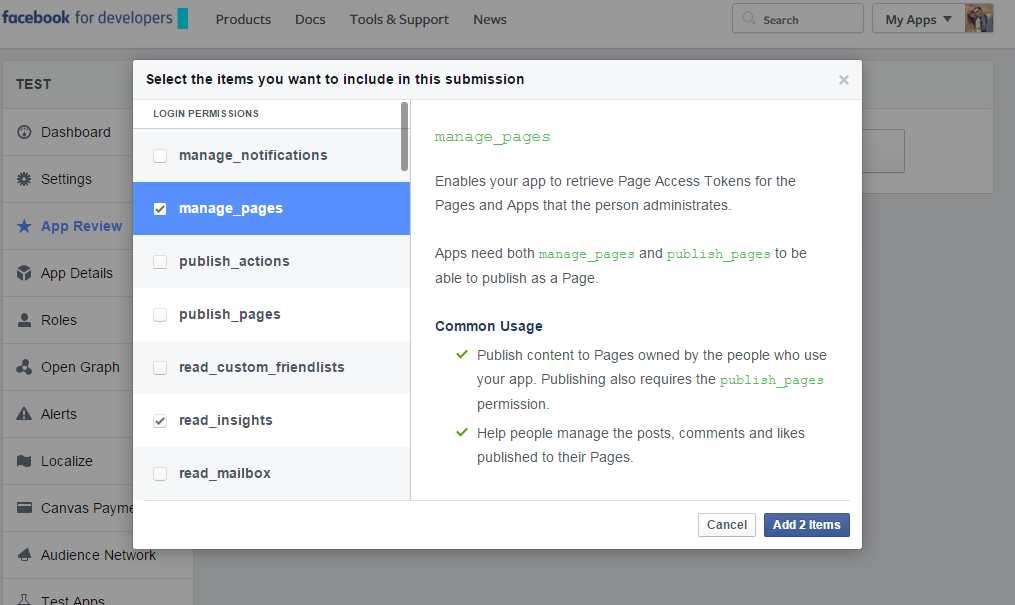 facebook for developers
Products
Docs
Tools & Support
News
Search
My Apps
TEST
Dashboard
Settings
App Review
App Details
Roles
Open Graph
Alerts
Localize
Canvas Payme
Audience Network
Test Apps
Select the items you want to include in this submission
LOGIN PERMISSIONS
manage_notifications
manage_pages
publish_actions
publish_pages
read_custom_friendlists
read_insights
read_mailbox
manage_pages
Enables your app to retrieve Page Access Tokens for the
Pages and Apps that the person administrates.
Apps need both manage_pages and publish_pages to be
able to publish as a Page.
Common Usage
Publish content to Pages owned by the people who use
your app. Publishing also requires the publish_pages
permission.
Help people manage the posts, comments and likes
published to their Pages.
Cancel
Add 2 Items